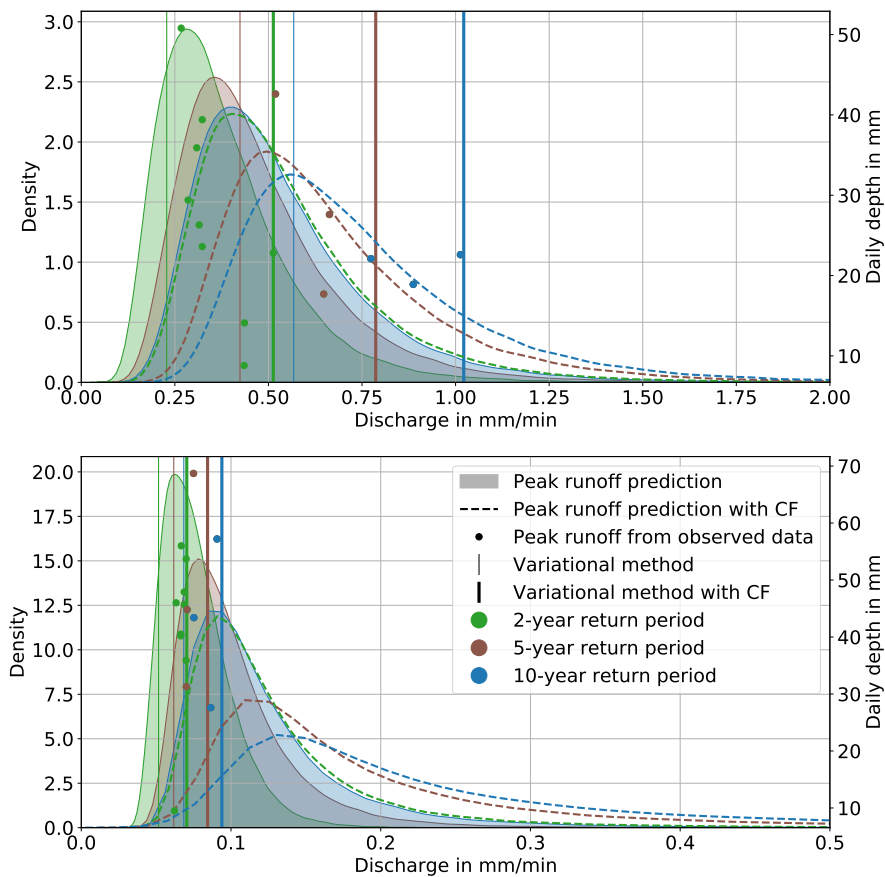 3.0
2.5
2.0
1.5
1.0
0.5
0.0
Density
50
40
30
20
10
Daily depth in mm
0.00 0.25 0.50 0.75 1.00 1.25 1.50 1.75 2.00
Discharge in mm/min
20.0
17.5
15.0
12.5
10.0
7.5
5.0
2.5
0.0
Density
Peak runoff prediction
Peak runoff prediction with CF
Peak runoff from observed data
Variational method
Variational method with CF
2-year return period
5-year return period
10-year return period
70
60
50
40
30
20
10
Daily depth in mm
0.0 0.1 0.2 0.3 0.4 0.5
Discharge in mm/min